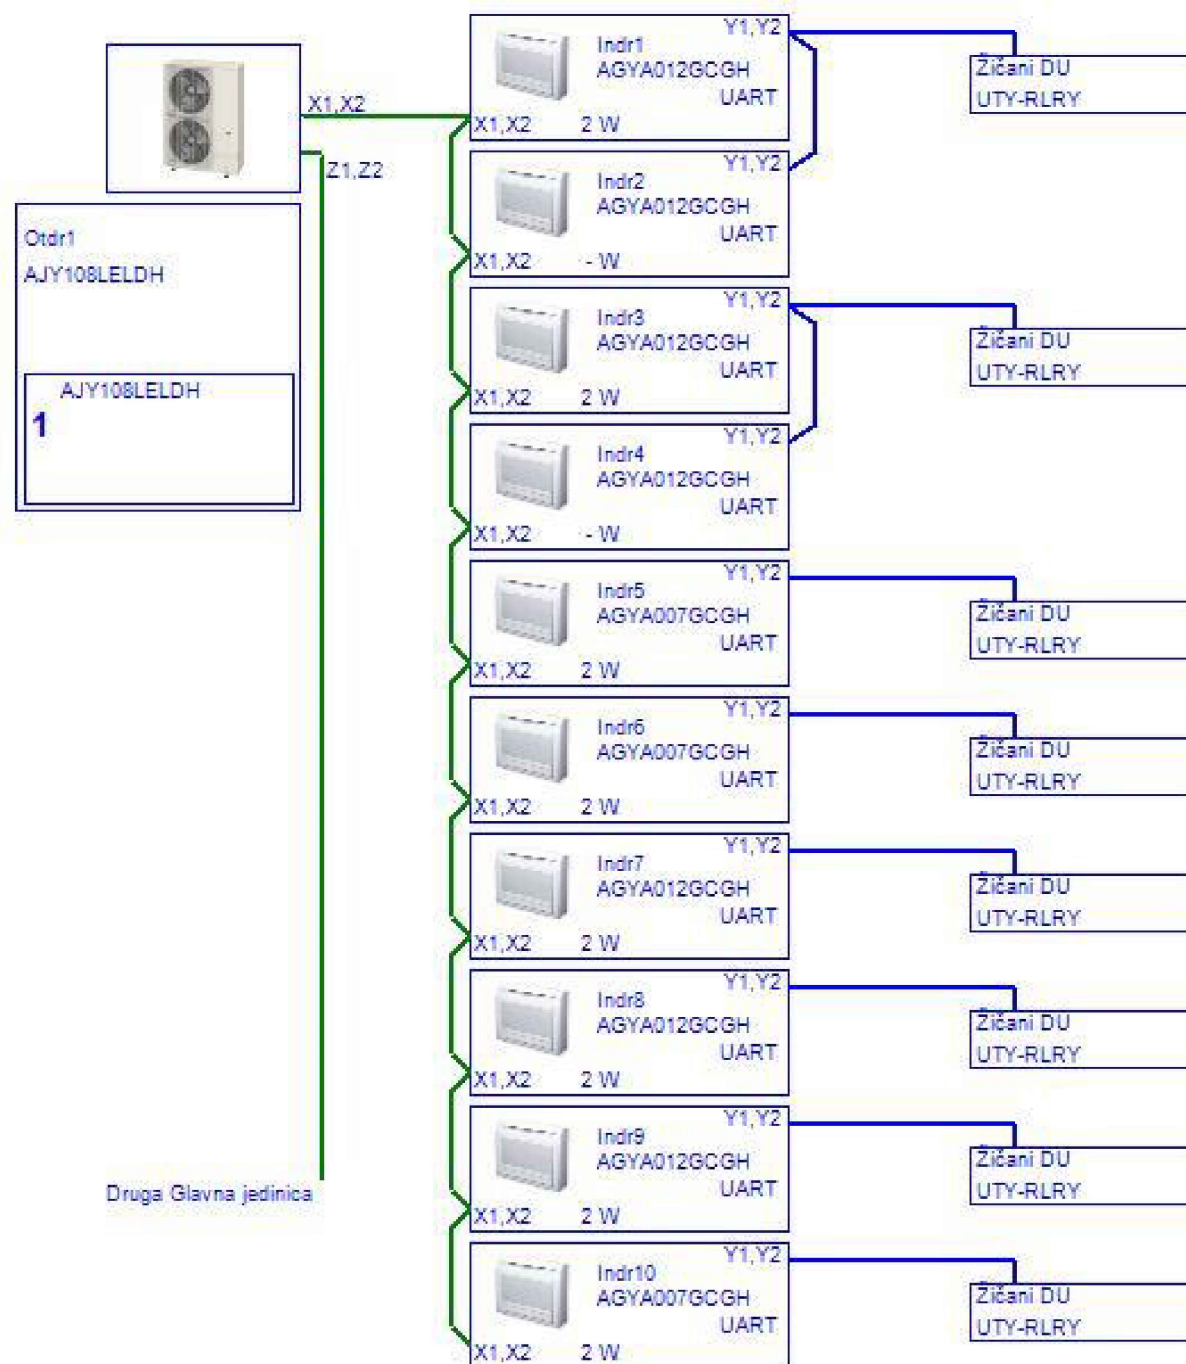 X1,X2
Z1,Z2
Otdr1
AJY108LELDH
AJY108LELDH
1
Druga Glavna jedinica
Y1,Y2
Indr1
AGYA012GCGH
UART
X1,X2 2 W
Žičani DU
UTY-RLRY
Y1,Y2
Indr2
AGYA012GCGH
UART
X1,X2 - W
Y1,Y2
Indr3
AGYA012GCGH
UART
X1,X2 2 W
Žičani DU
UTY-RLRY
Y1,Y2
Indr4
AGYA012GCGH
UART
X1,X2 - W
Y1,Y2
Indr5
AGYA007GCGH
UART
X1,X2 2 W
Žičani DU
UTY-RLRY
Y1,Y2
Indr6
AGYA007GCGH
UART
X1,X2 2 W
Žičani DU
UTY-RLRY
Y1,Y2
Indr7
AGYA012GCGH
UART
X1,X2 2 W
Žičani DU
UTY-RLRY
Y1,Y2
Indr8
AGYA012GCGH
UART
X1,X2 2 W
Žičani DU
UTY-RLRY
Y1,Y2
Indr9
AGYA012GCGH
UART
X1,X2 2 W
Žičani DU
UTY-RLRY
Y1,Y2
Indr10
AGYA007GCGH
UART
X1,X2 2 W
Žičani DU
UTY-RLRY